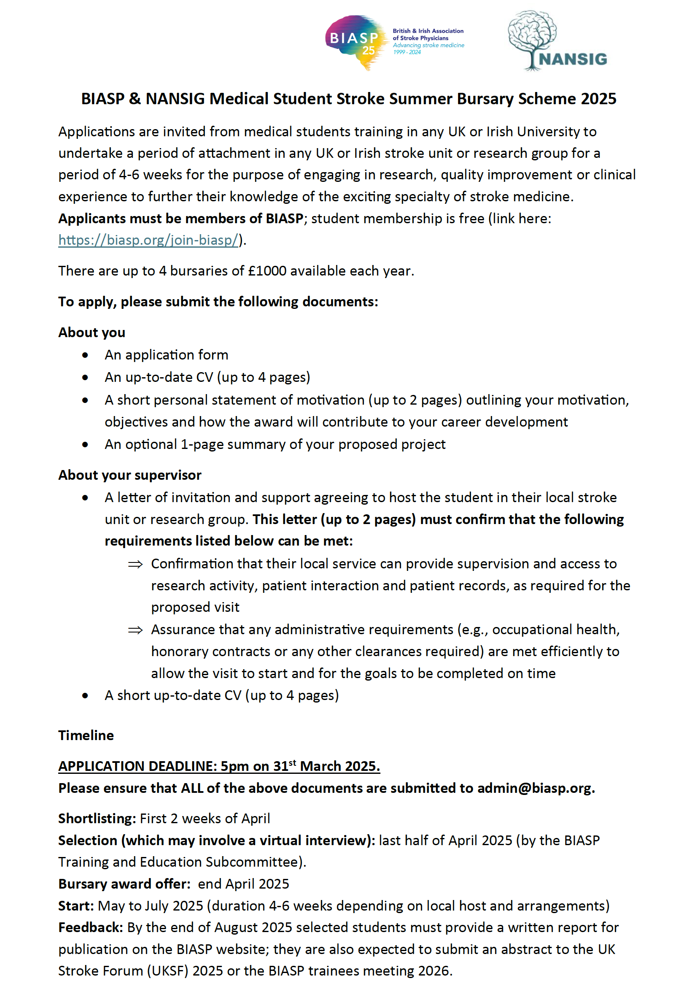 BIASP
25
British & Irish Association
of Stroke Physicians
Advancing stroke medicine
1999 - 2024
NANSIG
BIASP & NANSIG Medical Student Stroke Summer Bursary Scheme 2025
Applications are invited from medical students training in any UK or Irish University to
undertake a period of attachment in any UK or Irish stroke unit or research group for a
period of 4-6 weeks for the purpose of engaging in research, quality improvement or clinical
experience to further their knowledge of the exciting specialty of stroke medicine.
Applicants must be members of BIASP; student membership is free (link here:
https://biasp.org/join-biasp/).
There are up to 4 bursaries of £1000 available each year.
To apply, please submit the following documents:
About you
• An application form
• An up-to-date CV (up to 4 pages)
• A short personal statement of motivation (up to 2 pages) outlining your motivation,
objectives and how the award will contribute to your career development
• An optional 1-page summary of your proposed project
About your supervisor
• A letter of invitation and support agreeing to host the student in their local stroke
unit or research group. This letter (up to 2 pages) must confirm that the following
requirements listed below can be met:
⇒ Confirmation that their local service can provide supervision and access to
research activity, patient interaction and patient records, as required for the
proposed visit
⇒ Assurance that any administrative requirements (e.g., occupational health,
honorary contracts or any other clearances required) are met efficiently to
allow the visit to start and for the goals to be completed on time
• A short up-to-date CV (up to 4 pages)
Timeline
APPLICATION DEADLINE: 5pm on 31st March 2025.
Please ensure that ALL of the above documents are submitted to admin@biasp.org.
Shortlisting: First 2 weeks of April
Selection (which may involve a virtual interview): last half of April 2025 (by the BIASP
Training and Education Subcommittee).
Bursary award offer: end April 2025
Start: May to July 2025 (duration 4-6 weeks depending on local host and arrangements)
Feedback: By the end of August 2025 selected students must provide a written report for
publication on the BIASP website; they are also expected to submit an abstract to the UK
Stroke Forum (UKSF) 2025 or the BIASP trainees meeting 2026.